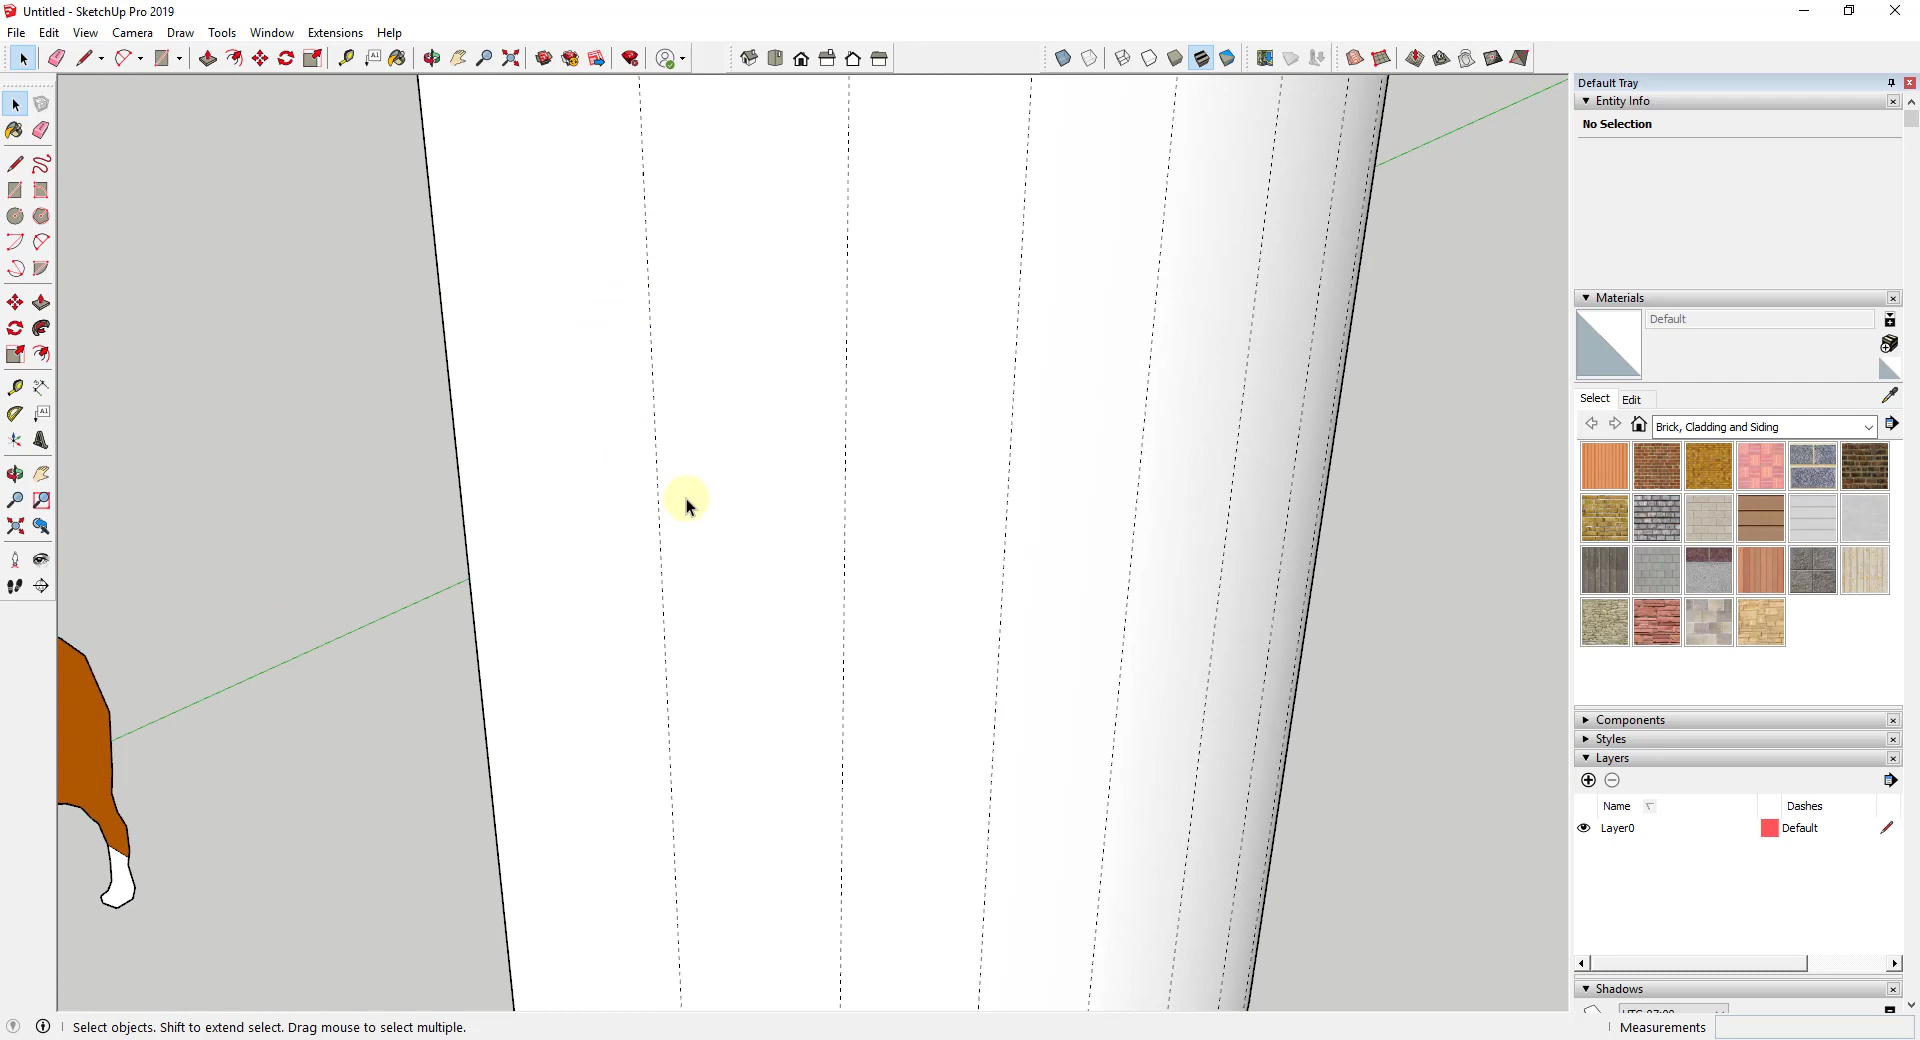 Untitled - SketchUp Pro 2019
File Edit View Camera Draw Tools Window Extensions Help
A1
A1
Default Tray
Entity Info
No Selection
Materials
Default
Select Edit
Brick, Cladding and Siding
Components
Styles
Layers
Name Dashes
Layer0 Default
Shadows
Select objects. Shift to extend select. Drag mouse to select multiple.
Measurements